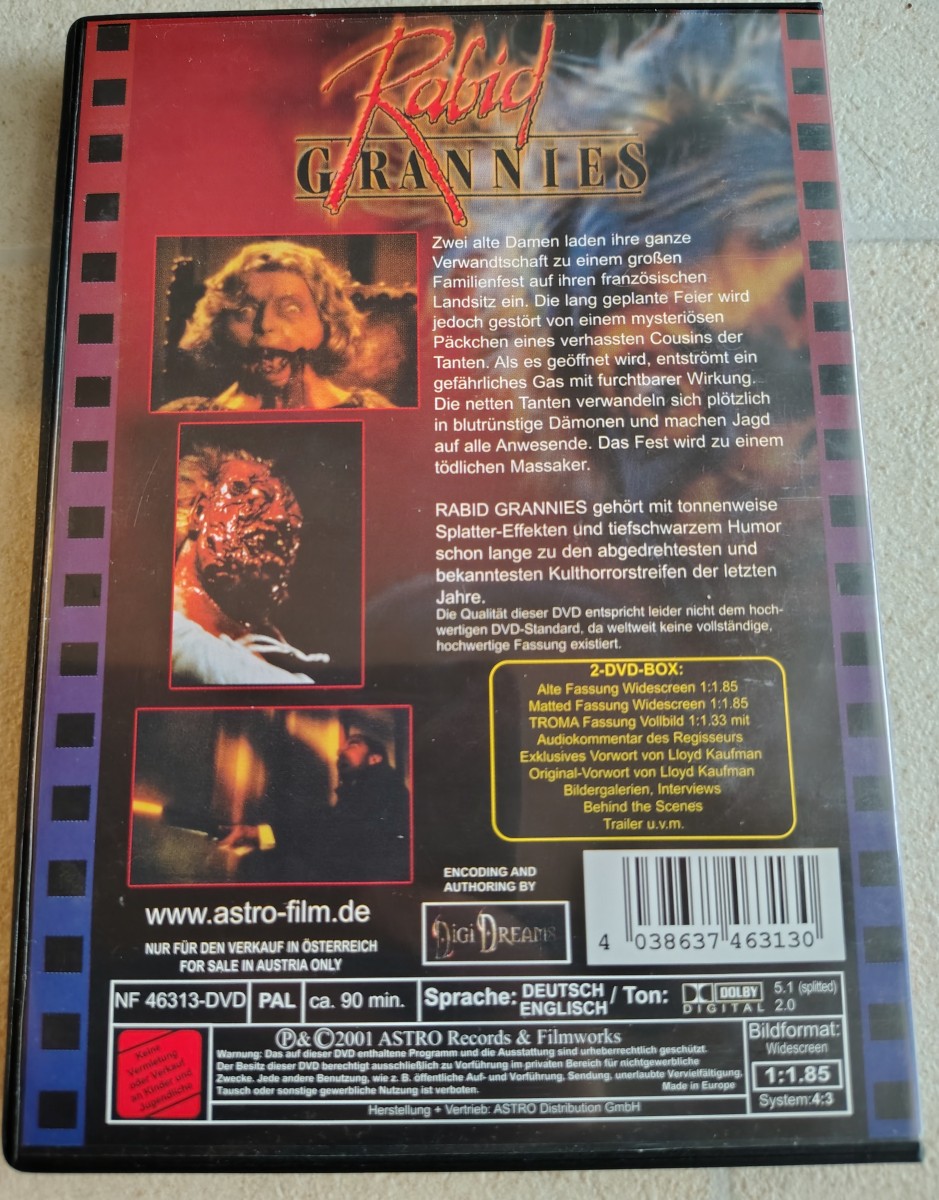 Rabid
GRANNIES
Zwei alte Damen laden ihre ganze
Verwandtschaft zu einem großen
Familienfest auf ihren französischen
Landsitz ein. Die lang geplante Feier wird
jedoch gestört von einem mysteriösen
Päckchen eines verhassten Cousins der
Tanten. Als es geöffnet wird, entströmt ein
gefährliches Gas mit furchtbarer Wirkung.
Die netten Tanten verwandeln sich plötzlich
in blutrünstige Dämonen und machen Jagd
auf alle Anwesende. Das Fest wird zu einem
tödlichen Massaker.
RABID GRANNIES gehört mit tonnenweise
Splatter-Effekten und tiefschwarzem Humor
schon lange zu den abgedrehtesten und
bekanntesten Kulthorrorstreifen der letzten
Jahre.
Die Qualität dieser DVD entspricht leider nicht dem hoch-
wertigen DVD-Standard, da weltweit keine vollständige,
hochwertige Fassung existiert.
2-DVD-BOX:
Alte Fassung Widescreen 1:1.85
Matted Fassung Widescreen 1:1.85
TROMA Fassung Vollbild 1:1.33 mit
Audiokommentar des Regisseurs
Exklusives Vorwort von Lloyd Kaufman
Original-Vorwort von Lloyd Kaufman
Bildergalerien, Interviews
Behind the Scenes
Trailer u.v.m.
www.astro-film.de
NUR FÜR DEN VERKAUF IN ÖSTERREICH
FOR SALE IN AUSTRIA ONLY
ENCODING AND
AUTHORING BY
DIGI DREAMS
4 038637 463130
NF 46313-DVD PAL ca. 90 min. Sprache: DEUTSCH / Ton: DOLBY 5.1 (splitted)
ENGLISCH DIGITAL 2.0
Keine
Vermietung
oder Verkauf
an Kinder und
Jugendliche
℗&©2001 ASTRO Records & Filmworks
Warnung: Das auf dieser DVD enthaltene Programm und die Ausstattung sind urheberrechtlich geschützt.
Der Besitz dieser DVD berechtigt ausschließlich zu Vorführung im privaten Bereich für nichtgewerbliche
Zwecke. Jede andere Benutzung, wie z. B. öffentliche Auf- und Vorführung, Sendung, unerlaubte Vervielfältigung,
Tausch oder sonstige gewerbliche Nutzung ist verboten. Made in Europe
Herstellung + Vertrieb: ASTRO Distribution GmbH
Bildformat:
Widescreen
1:1.85
System:4:3